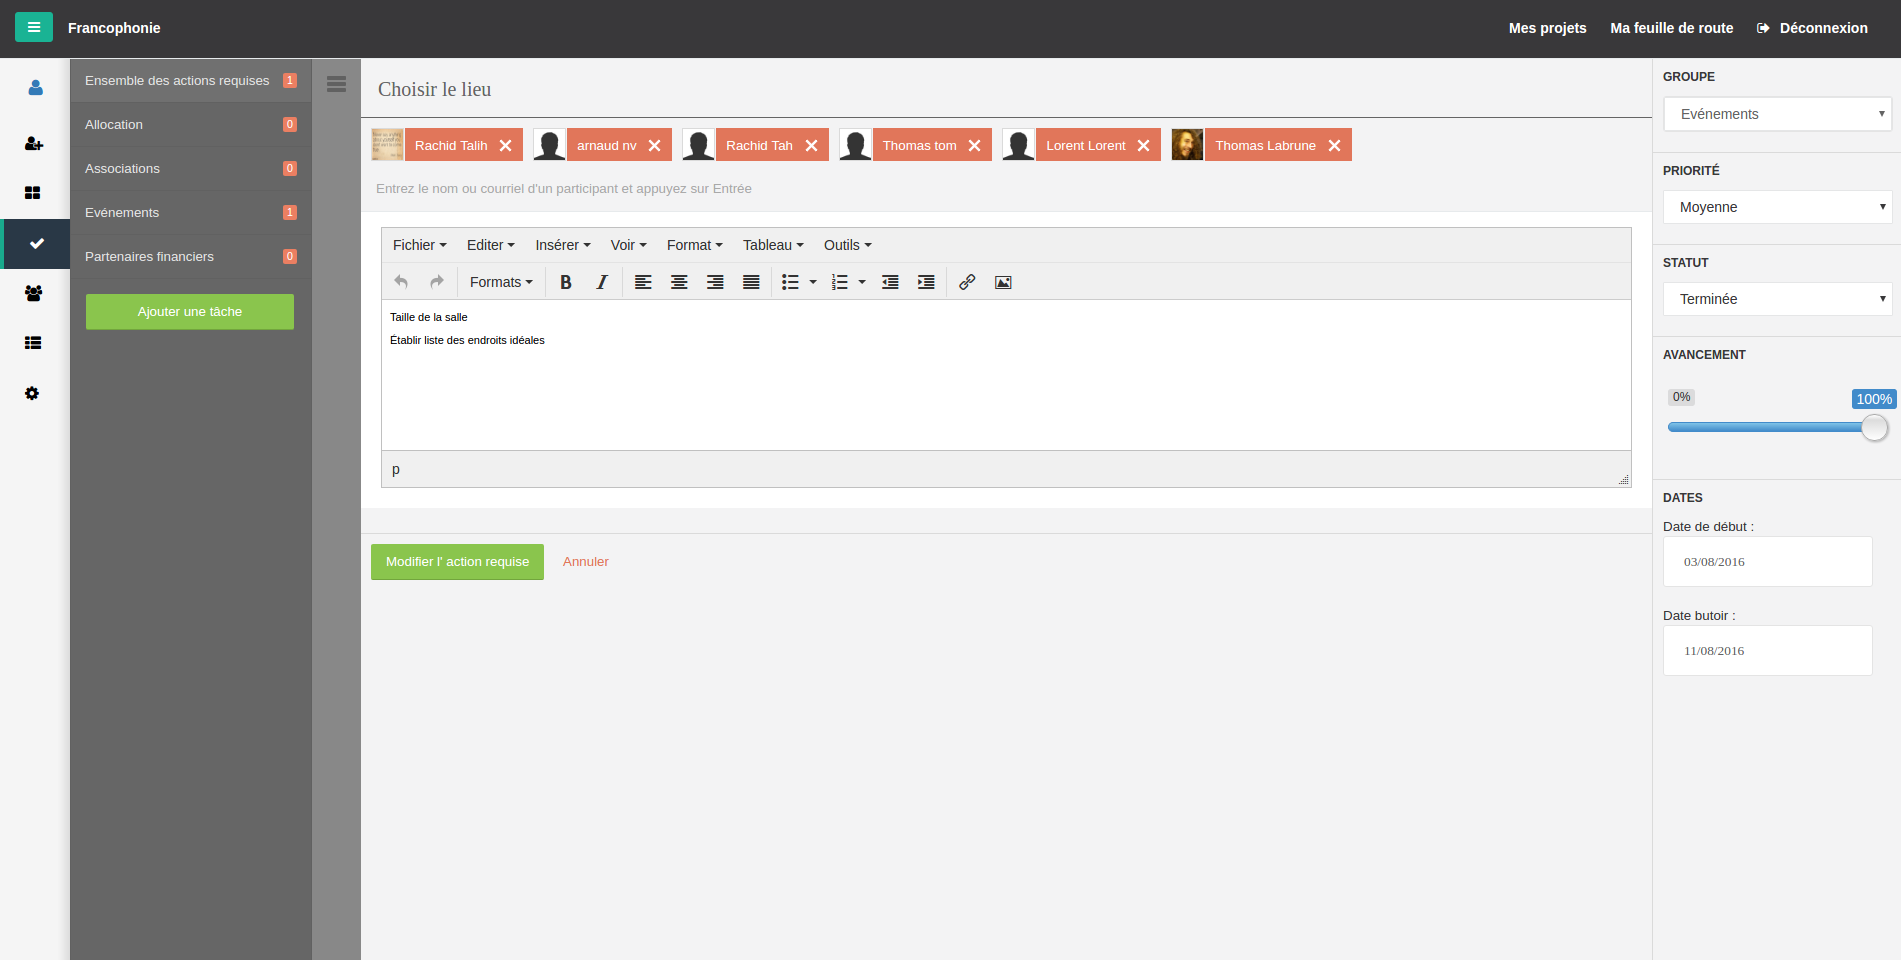 Francophonie
Mes projets
Ma feuille de route
Déconnexion
Ensemble des actions requises 1
Allocation 0
Associations 0
Evénements 1
Partenaires financiers 0
Ajouter une tâche
Choisir le lieu
Rachid Talih
arnaud nv
Rachid Tah
Thomas tom
Lorent Lorent
Thomas Labrune
Entrez le nom ou courriel d'un participant et appuyez sur Entrée
Fichier Editer Insérer Voir Format Tableau Outils
Formats B I
Taille de la salle
Établir liste des endroits idéales
p
Modifier l' action requise
Annuler
GROUPE
Evénements
PRIORITÉ
Moyenne
STATUT
Terminée
AVANCEMENT
0% 100%
DATES
Date de début :
03/08/2016
Date butoir :
11/08/2016